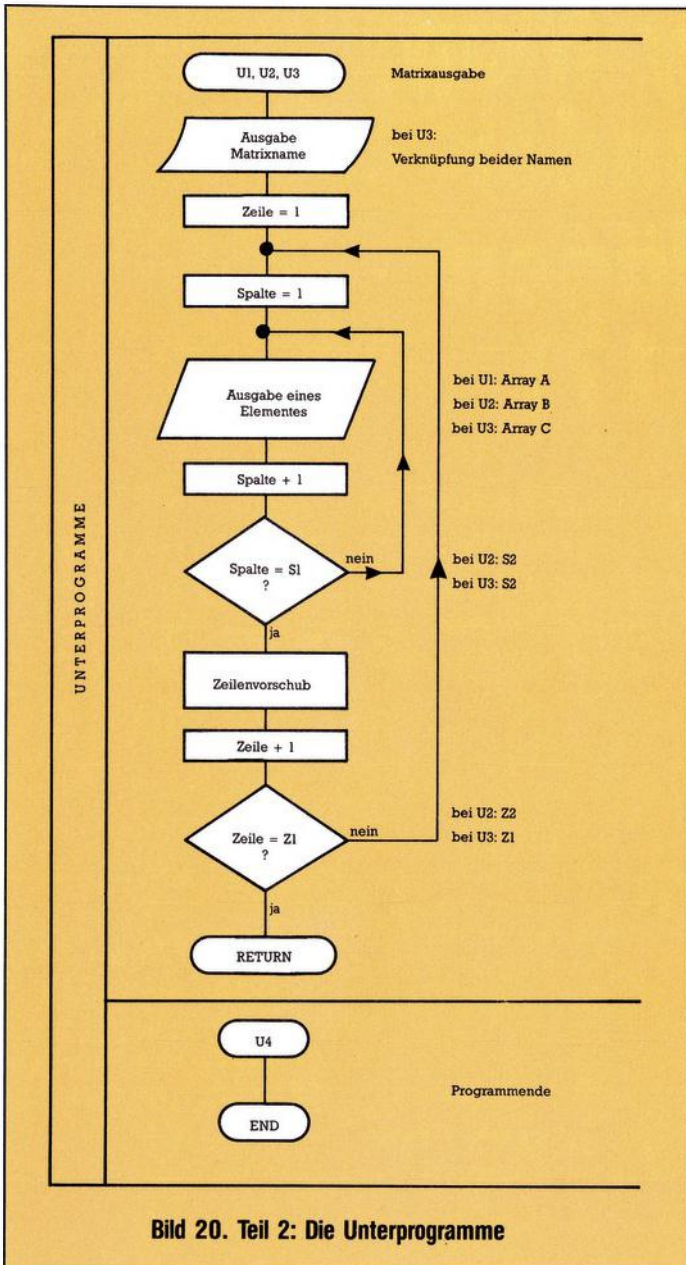 UNTERPROGRAMME
U1, U2, U3
Matrixausgabe
Ausgabe
Matrixname
bei U3:
Verknüpfung beider Namen
Zeile = 1
Spalte = 1
Ausgabe eines
Elementes
bei U1: Array A
bei U2: Array B
bei U3: Array C
Spalte + 1
Spalte = S1
?
nein
bei U2: S2
bei U3: S2
ja
Zeilenvorschub
Zeile + 1
Zeile = Z1
?
nein
bei U2: Z2
bei U3: Z1
ja
RETURN
U4
Programmende
END
Bild 20. Teil 2: Die Unterprogramme